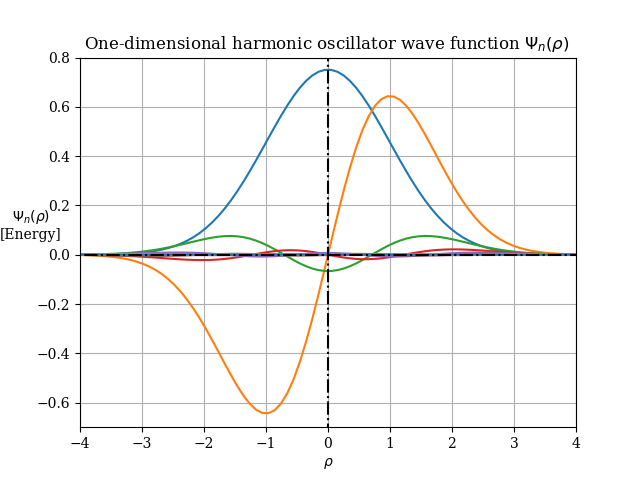 One-dimensional harmonic oscillator wave function Ψₙ(ρ)
0.8
0.6
0.4
0.2
Ψₙ(ρ)
[Energy]
0.0
−0.2
−0.4
−0.6
−4 −3 −2 −1 0 1 2 3 4
ρ